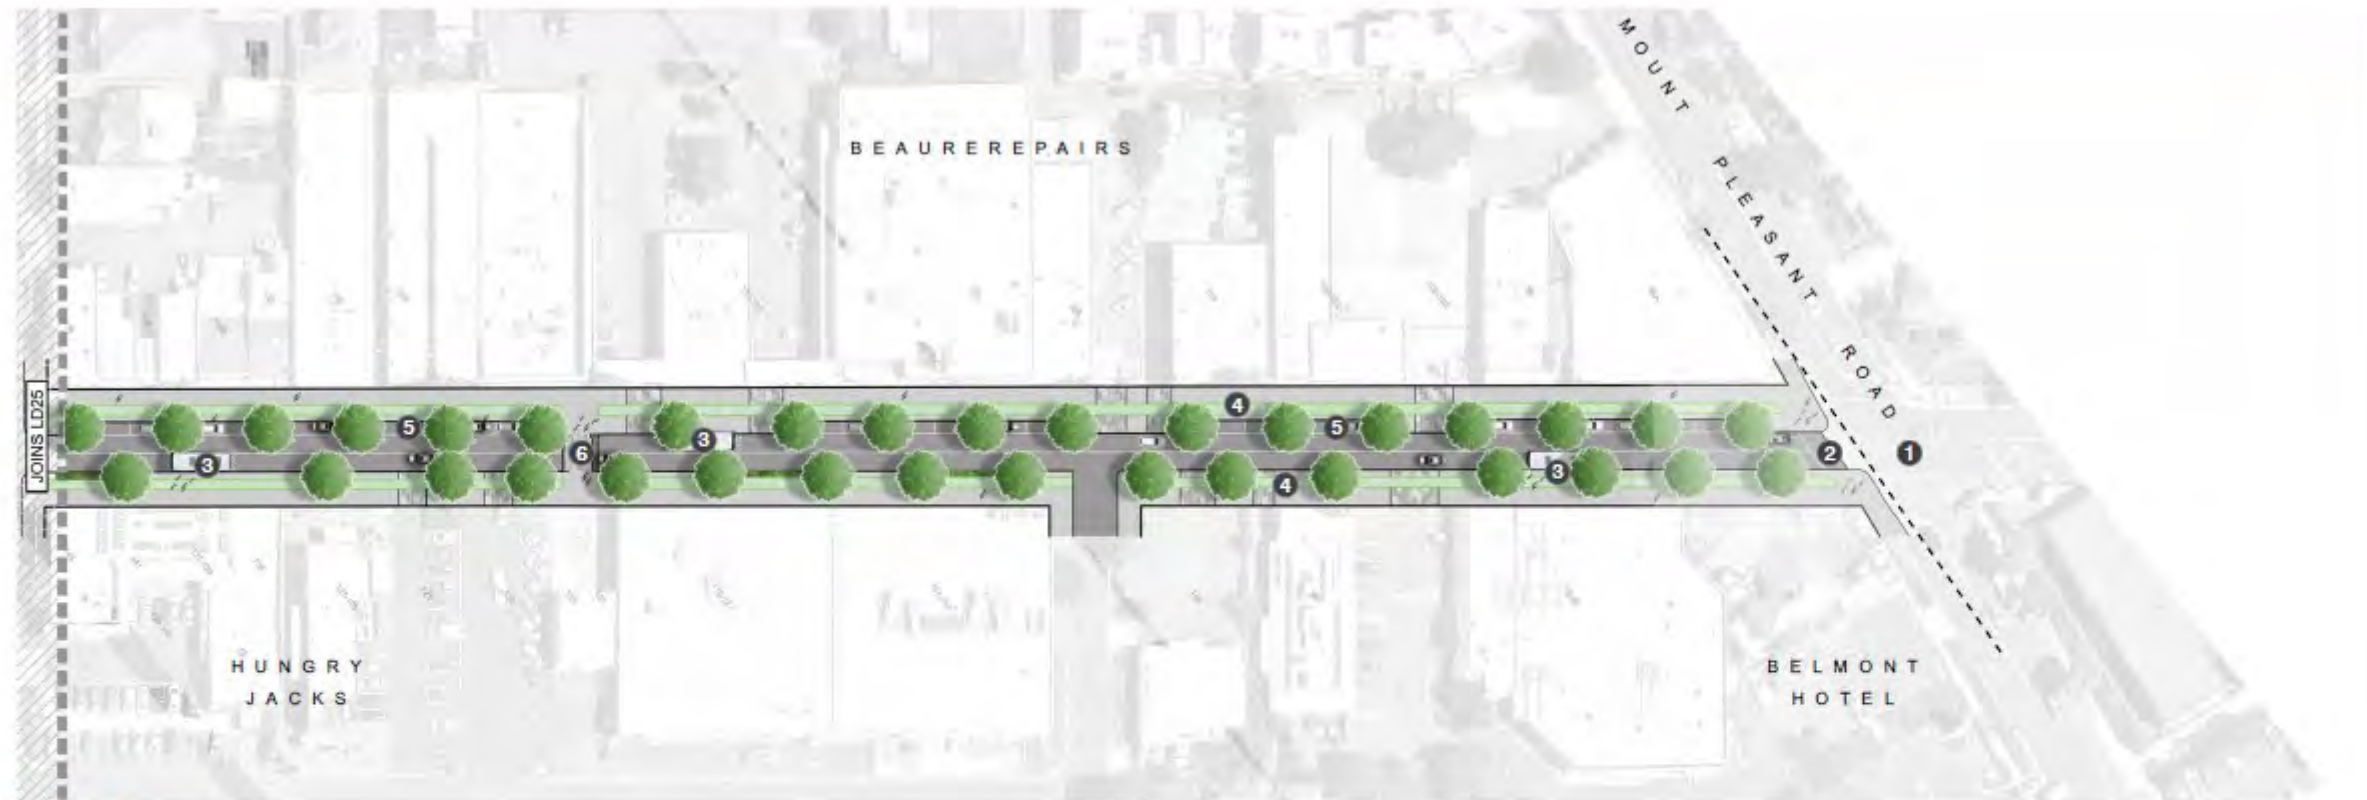 MOUNT PLEASANT ROAD
BEAUREREPAIRS
JOINS LD25
4
5
5
3
6
2
1
3
3
4
HUNGRY
JACKS
BELMONT
HOTEL